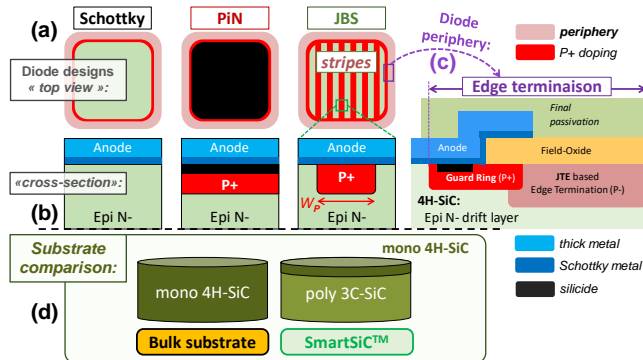 (a)
Schottky
PiN
JBS
Diode periphery:
periphery
P+ doping
Diode designs
« top view »:
stripes
(c)
Edge terminaison
Final
passivation
Anode
Anode
Anode
Anode
Field-Oxide
«cross-section»:
P+
P+
Guard Ring (P+)
JTE based
Edge Termination (P-)
WP
4H-SiC:
Epi N- drift layer
(b)
Epi N-
Epi N-
Epi N-
Substrate
comparison:
mono 4H-SiC
thick metal
Schottky metal
silicide
mono 4H-SiC
poly 3C-SiC
(d)
Bulk substrate
SmartSiC™